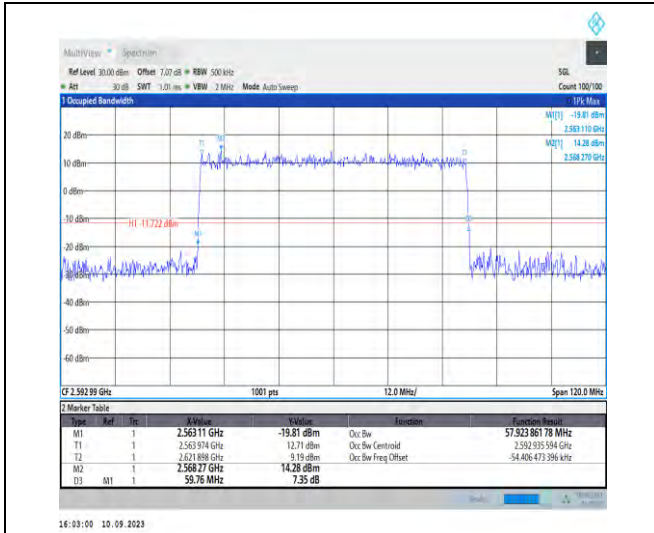 MultiView Spectrum
Ref Level 30.00 dBm Offset 7.07 dB RBW 500 kHz SGL
Att 30 dB SWT 1.01 ms VBW 2 MHz Mode Auto Sweep Count 100/100
1 Occupied Bandwidth 1Pk Max
M1[1] -19.81 dBm
2.563 110 GHz
M2[1] 14.28 dBm
2.568 270 GHz
20 dBm
T1
10 dBm
0 dBm
-10 dBm
H1 -11.722 dBm
-20 dBm
-30 dBm
-40 dBm
-50 dBm
-60 dBm
CF 2.592 99 GHz 1001 pts 12.0 MHz/ Span 120.0 MHz
2 Marker Table
Type Ref Trc X-Value Y-Value Function Function Result
M1 1 2.563 11 GHz -19.81 dBm Occ Bw 57.923 861 78 MHz
T1 1 2.563 974 GHz 12.71 dBm Occ Bw Centroid 2.592 935 594 GHz
T2 1 2.621 898 GHz 9.19 dBm Occ Bw Freq Offset -54.406 473 396 kHz
M2 1 2.568 27 GHz 14.28 dBm
D3 M1 1 59.76 MHz 7.35 dB
16:03:00 10.09.2023